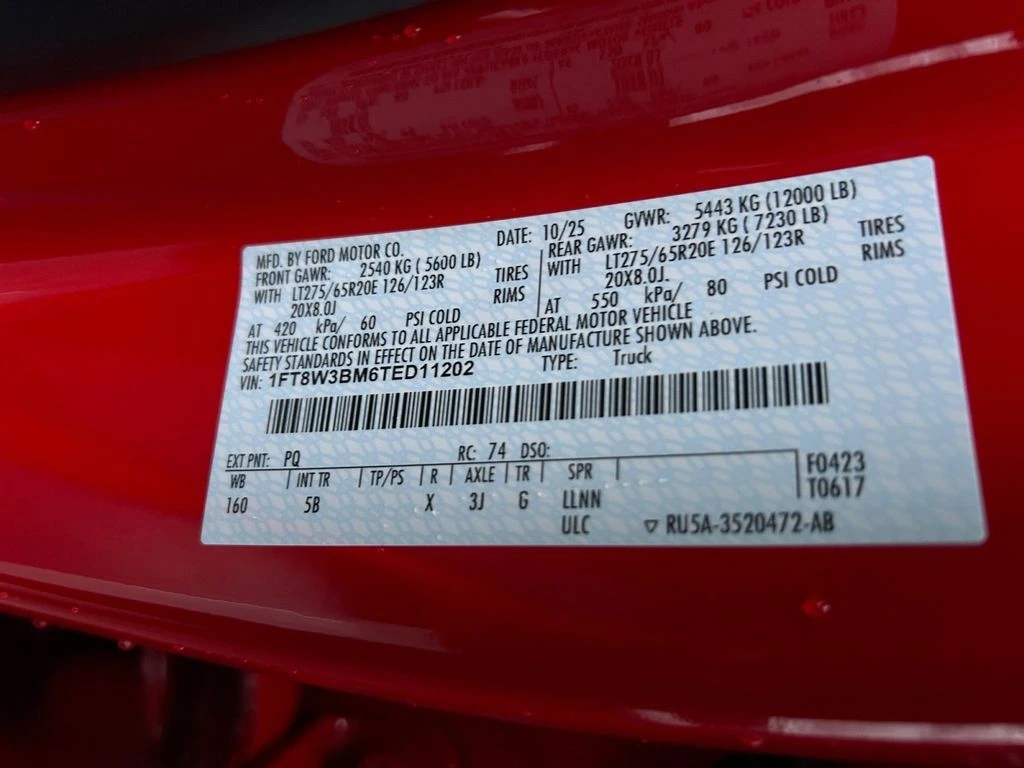 MFD. BY FORD MOTOR CO. DATE: 10/25 GVWR: 5443 KG (12000 LB)
FRONT GAWR: 2540 KG ( 5600 LB) REAR GAWR: 3279 KG ( 7230 LB)
WITH LT275/65R20E 126/123R TIRES WITH LT275/65R20E 126/123R TIRES
20X8.0J RIMS 20X8.0J. RIMS
AT 420 kPa/ 60 PSI COLD AT 550 kPa/ 80 PSI COLD
THIS VEHICLE CONFORMS TO ALL APPLICABLE FEDERAL MOTOR VEHICLE
SAFETY STANDARDS IN EFFECT ON THE DATE OF MANUFACTURE SHOWN ABOVE.
VIN: 1FT8W3BM6TED11202 TYPE: Truck
EXT PNT: PQ RC: 74 DSO:
WB INT TR TP/PS R AXLE TR SPR F0423
160 5B X 3J G LLNN T0617
ULC RU5A-3520472-AB